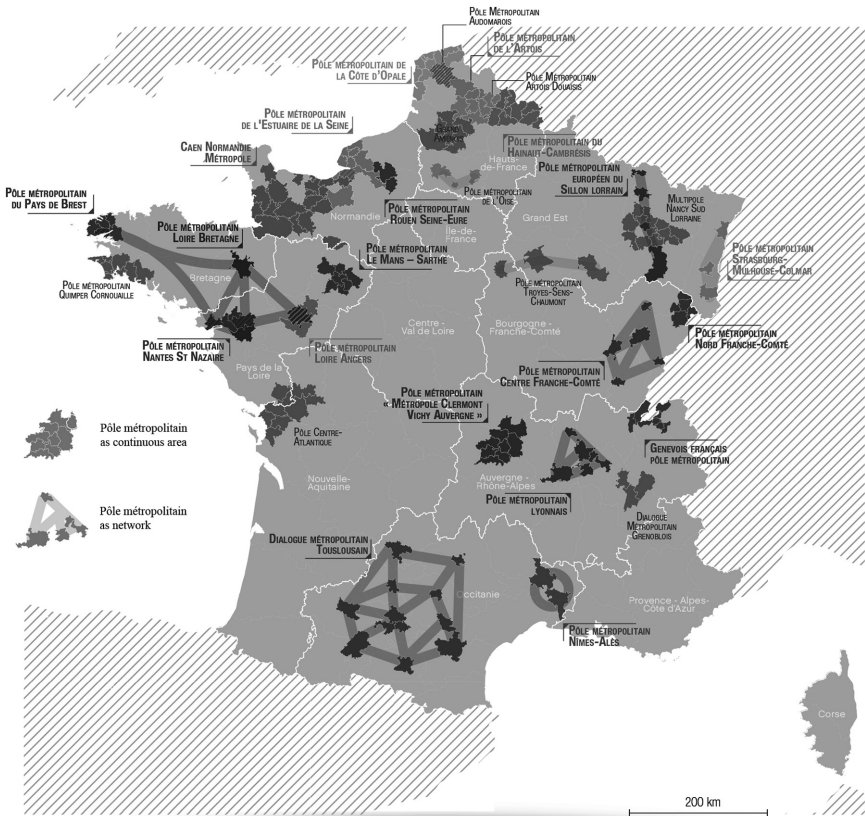 Pôle Métropolitain
Audomarois
Pôle métropolitain
de l'Artois
Pôle métropolitain de
la Côte d'Opale
Pôle Métropolitain
Artois Douaisis
Pôle métropolitain
de l'Estuaire de la Seine
Grand
Amiénois
Pôle métropolitain du
Hainaut-Cambrésis
Caen Normandie
Métropole
Hauts-
de-France
Pôle métropolitain
européen du
Sillon lorrain
Pôle métropolitain
du Pays de Brest
Pôle métropolitain
de l'Oise
Multipole
Nancy Sud
Lorraine
Pôle métropolitain
Rouen Seine-Eure
Normandie
Grand Est
Pôle métropolitain
Loire Bretagne
Île-de-
France
Pôle métropolitain
Le Mans – Sarthe
Pôle métropolitain
Strasbourg-
Mulhouse-Colmar
Bretagne
Pôle métropolitain
Quimper Cornouaille
Pôle métropolitain
Troyes-Sens-
Chaumont
Centre -
Val de Loire
Bourgogne -
Franche-Comté
Pôle métropolitain
Nord Franche-Comté
Pôle métropolitain
Nantes St Nazaire
Pôle métropolitain
Loire Angers
Pays de la
Loire
Pôle métropolitain
Centre Franche-Comté
Pôle métropolitain
« Métropole Clermont
Vichy Auvergne »
Pôle métropolitain
as continuous area
Pôle Centre-
Atlantique
Genevois français
pôle métropolitain
Nouvelle-
Aquitaine
Auvergne -
Rhône-Alpes
Pôle métropolitain
Lyonnais
Pôle métropolitain
as network
Dialogue
Métropolitain
Grenoblois
Dialogue métropolitain
Touslousain
Occitanie
Provence - Alpes-
Côte d'Azur
Pôle métropolitain
Nîmes-Alès
Corse
200 km